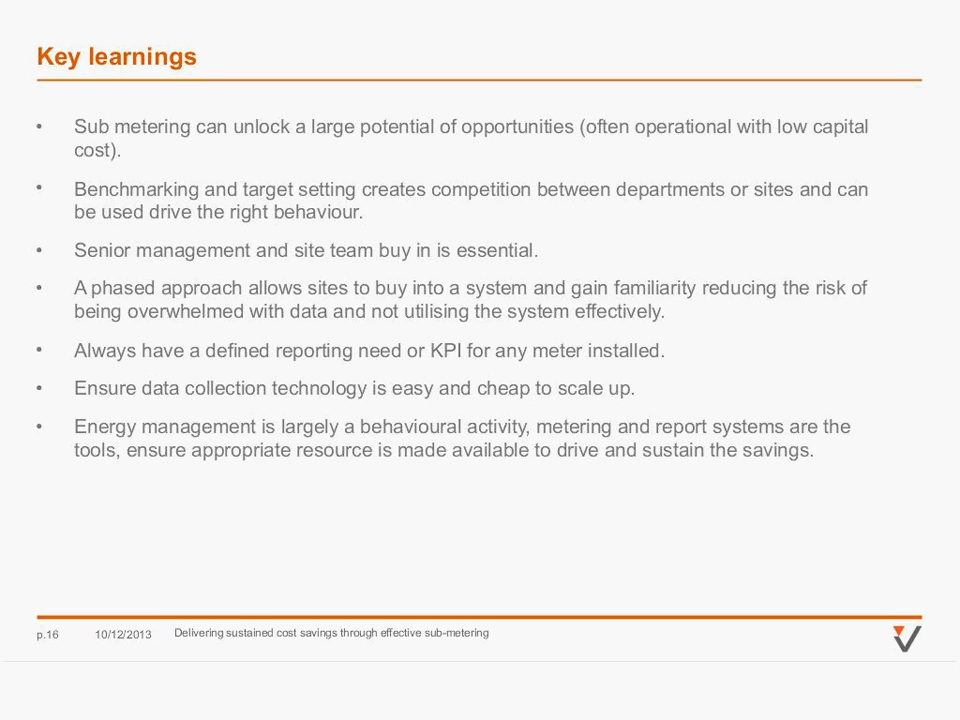 Key learnings
• Sub metering can unlock a large potential of opportunities (often operational with low capital
cost).
• Benchmarking and target setting creates competition between departments or sites and can
be used drive the right behaviour.
• Senior management and site team buy in is essential.
• A phased approach allows sites to buy into a system and gain familiarity reducing the risk of
being overwhelmed with data and not utilising the system effectively.
• Always have a defined reporting need or KPI for any meter installed.
• Ensure data collection technology is easy and cheap to scale up.
• Energy management is largely a behavioural activity, metering and report systems are the
tools, ensure appropriate resource is made available to drive and sustain the savings.
p.16 10/12/2013 Delivering sustained cost savings through effective sub-metering